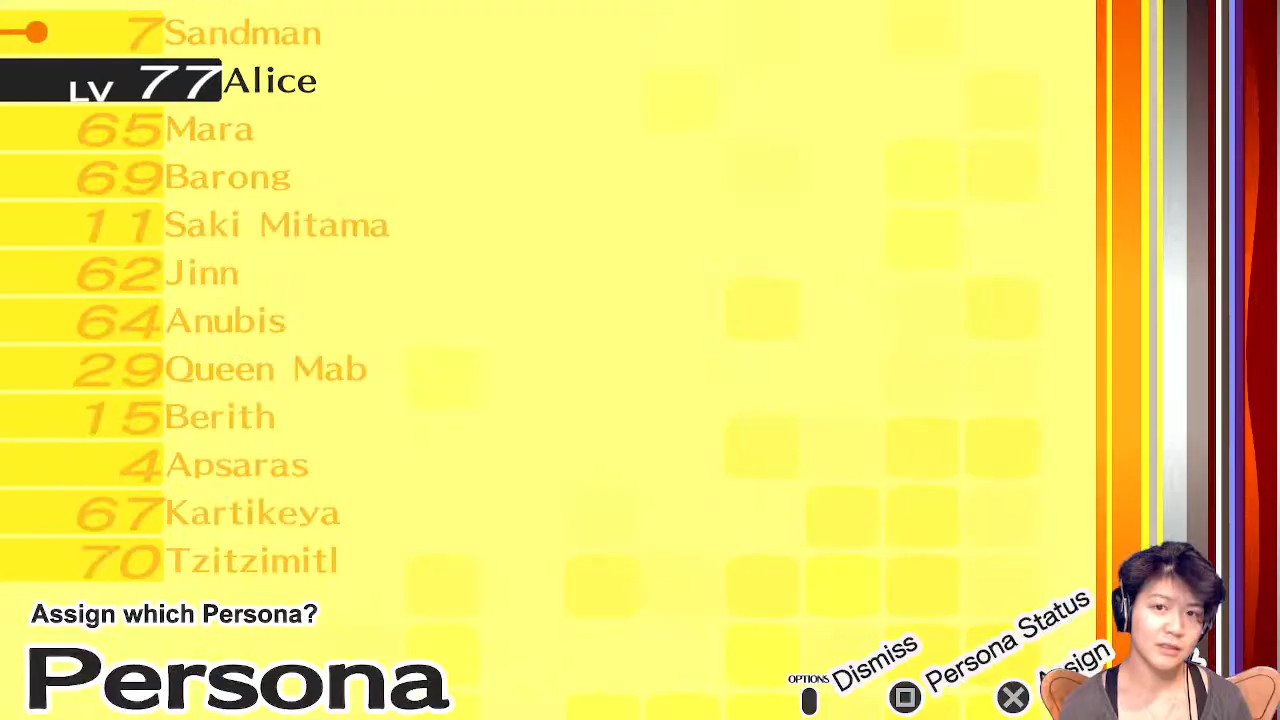 7 Sandman
LV 77 Alice
65 Mara
69 Barong
11 Saki Mitama
62 Jinn
64 Anubis
29 Queen Mab
15 Berith
4 Apsaras
67 Kartikeya
70 Tzitzimitl
Assign which Persona?
Persona
OPTIONS Dismiss
Persona Status